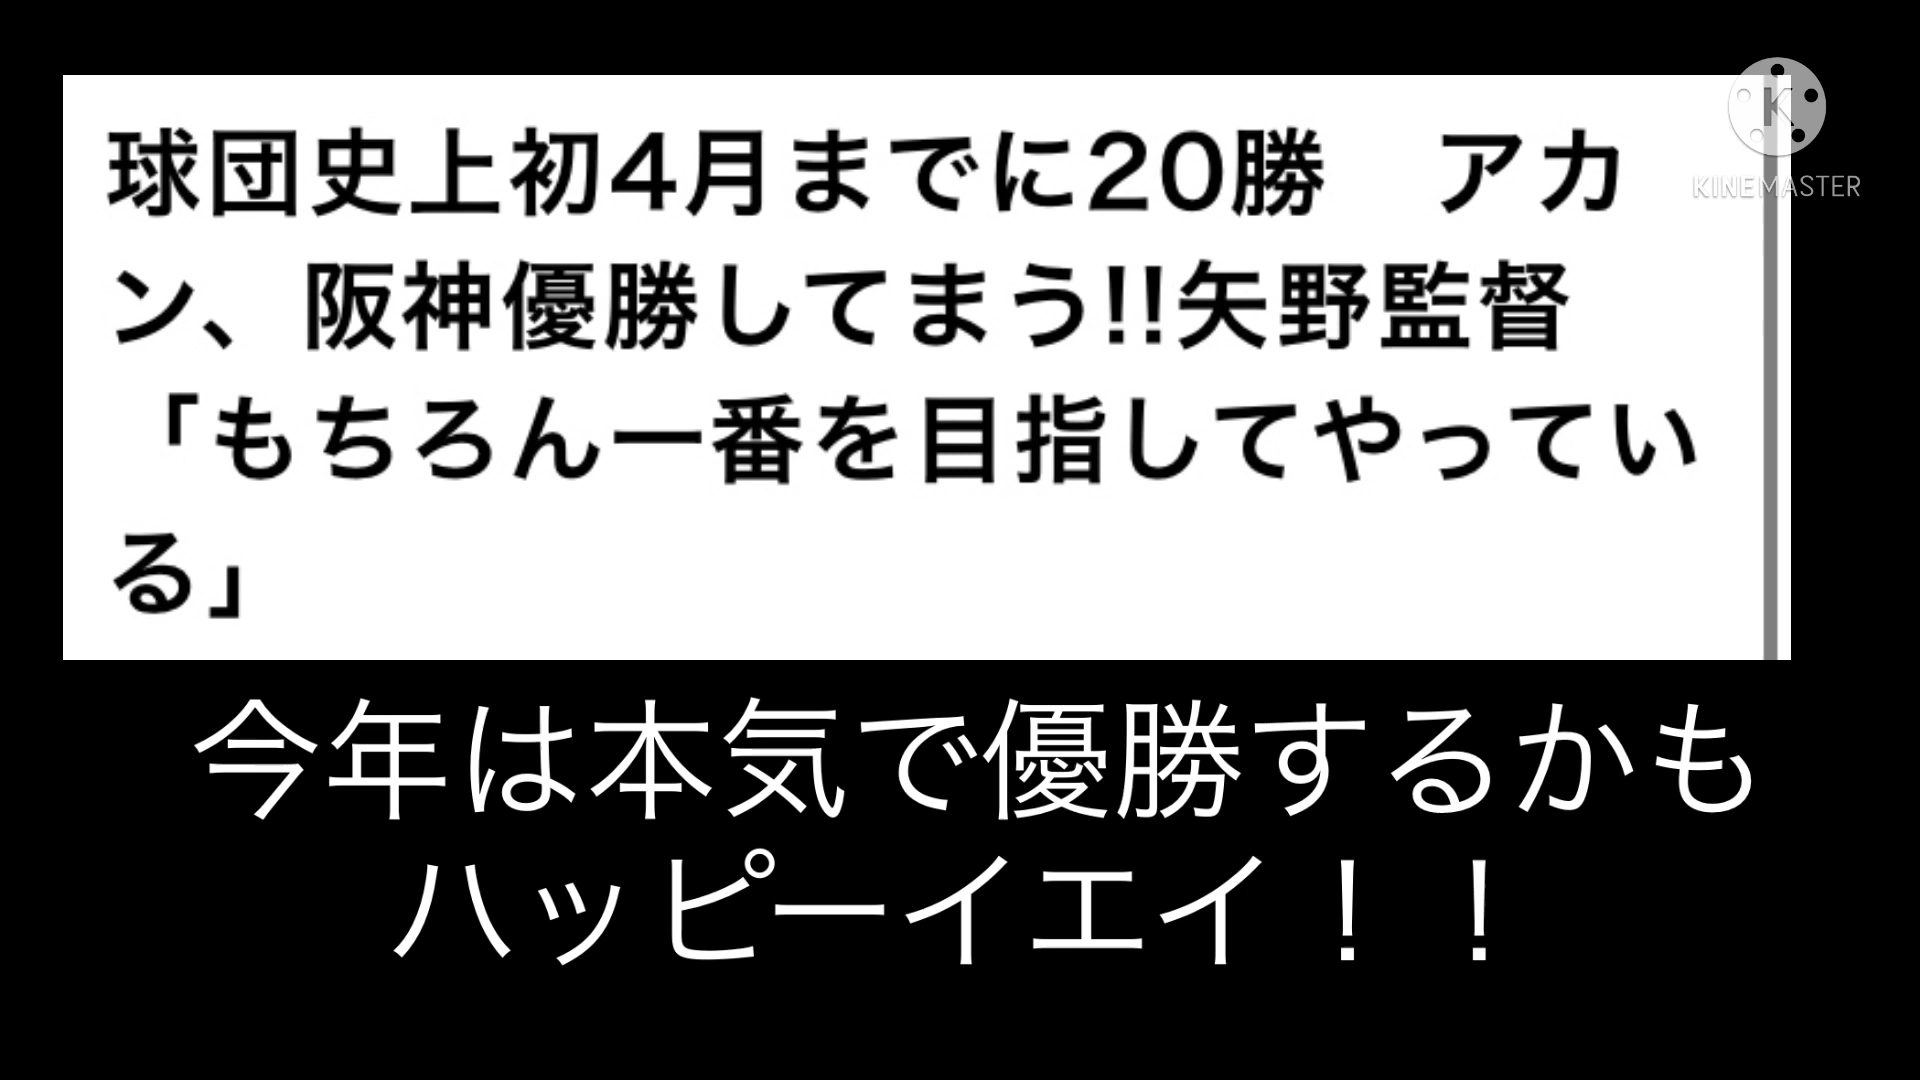 球団史上初4月までに20勝　アカ
ン、阪神優勝してまう!!矢野監督
「もちろん一番を目指してやってい
る」
K
KINEMASTER
今年は本気で優勝するかも
ハッピーイエイ！！